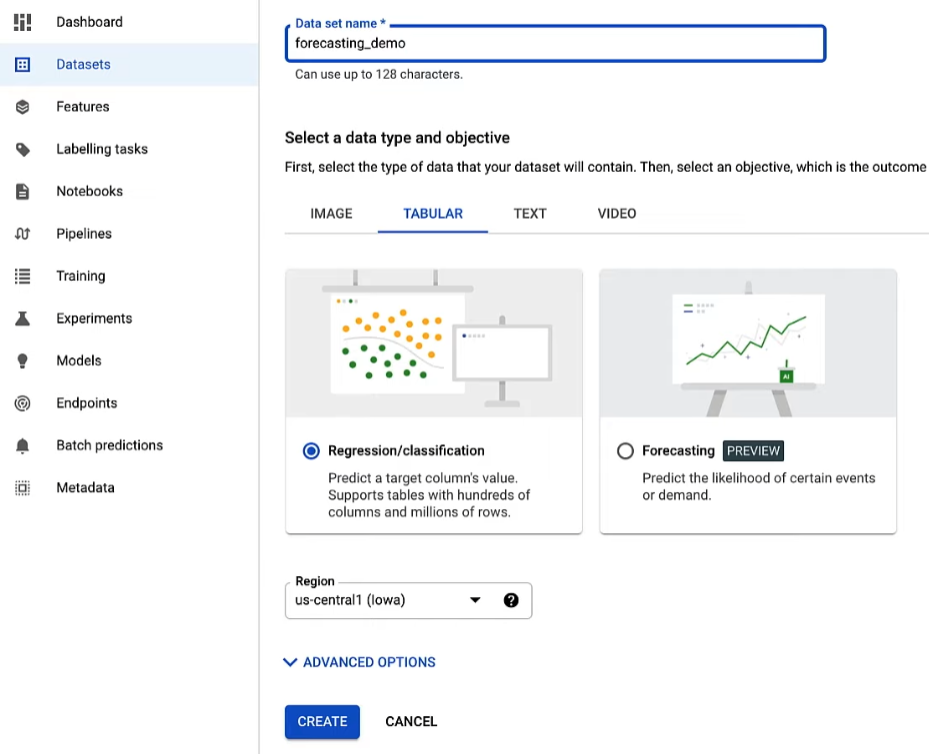 Dashboard
Datasets
Features
Labelling tasks
Notebooks
Pipelines
Training
Experiments
Models
Endpoints
Batch predictions
Metadata
Data set name *
forecasting_demo
Can use up to 128 characters.
Select a data type and objective
First, select the type of data that your dataset will contain. Then, select an objective, which is the outcome
IMAGE TABULAR TEXT VIDEO
Regression/classification
Predict a target column's value.
Supports tables with hundreds of
columns and millions of rows.
AI
Forecasting PREVIEW
Predict the likelihood of certain events
or demand.
Region
us-central1 (Iowa)
ADVANCED OPTIONS
CREATE CANCEL